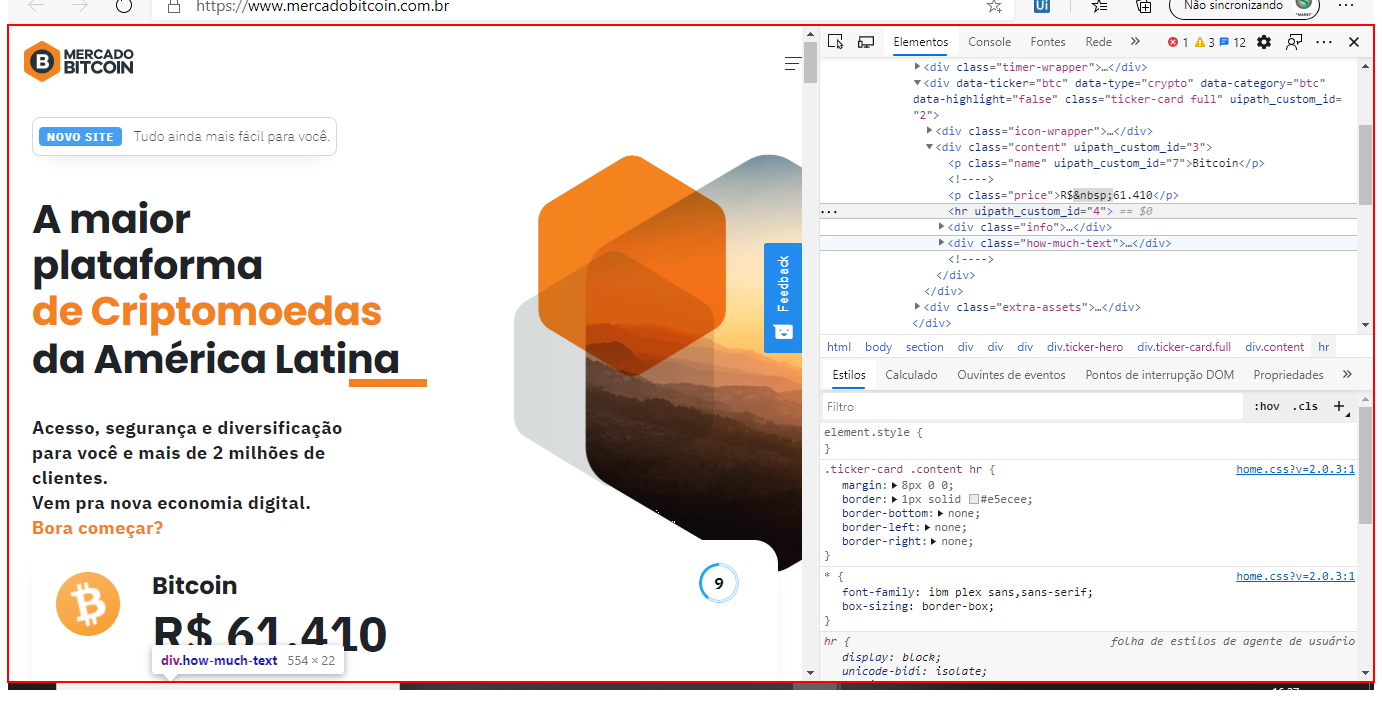 https://www.mercadobitcoin.com.br
Ui
Não sincronizando
MERCADO
BITCOIN
NOVO SITE Tudo ainda mais fácil para você.
A maior
plataforma
de Criptomoedas
da América Latina
Acesso, segurança e diversificação
para você e mais de 2 milhões de
clientes.
Vem pra nova economia digital.
Bora começar?
Feedback
Bitcoin
R$ 61.410
9
div.how-much-text 554 × 22
Elementos Console Fontes Rede 1 3 12
<div class="timer-wrapper">…</div>
<div data-ticker="btc" data-type="crypto" data-category="btc"
data-highlight="false" class="ticker-card full" uipath_custom_id=
"2">
<div class="icon-wrapper">…</div>
<div class="content" uipath_custom_id="3">
<p class="name" uipath_custom_id="7">Bitcoin</p>
<!---->
<p class="price">R$&nbsp;61.410</p>
<hr uipath_custom_id="4"> == $0
<div class="info">…</div>
<div class="how-much-text">…</div>
<!---->
</div>
</div>
<div class="extra-assets">…</div>
</div>
html body section div div div div.ticker-hero div.ticker-card.full div.content hr
Estilos Calculado Ouvintes de eventos Pontos de interrupção DOM Propriedades
Filtro :hov .cls +
element.style {
}
.ticker-card .content hr { home.css?v=2.0.3:1
margin: 8px 0 0;
border: 1px solid #e5ecee;
border-bottom: none;
border-left: none;
border-right: none;
}
* { home.css?v=2.0.3:1
font-family: ibm plex sans,sans-serif;
box-sizing: border-box;
}
hr { folha de estilos de agente de usuário
display: block;
unicode-bidi: isolate;